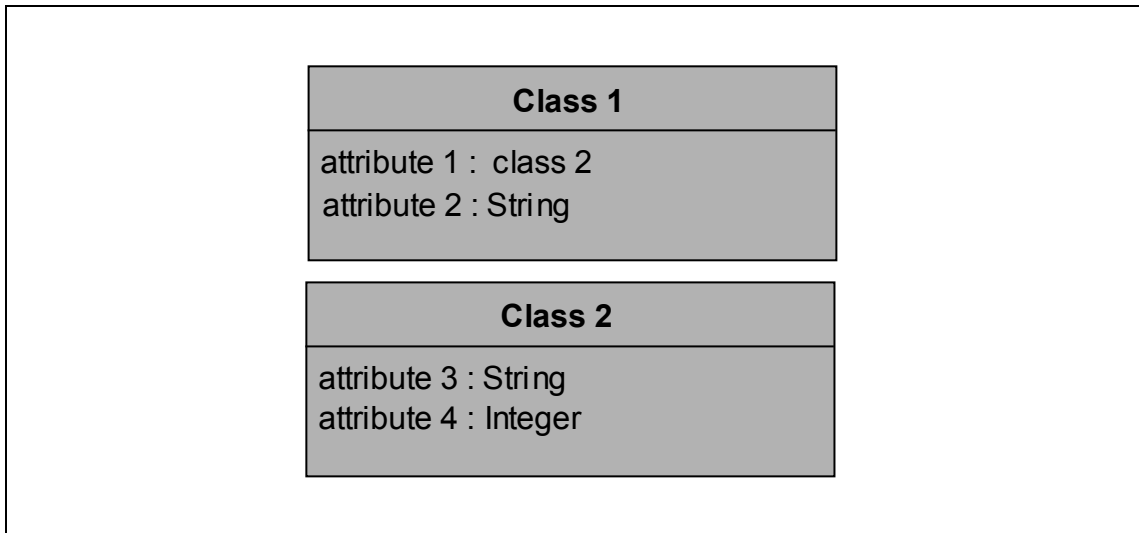 Class 1
attribute 1 : class 2
attribute 2 : String
Class 2
attribute 3 : String
attribute 4 : Integer